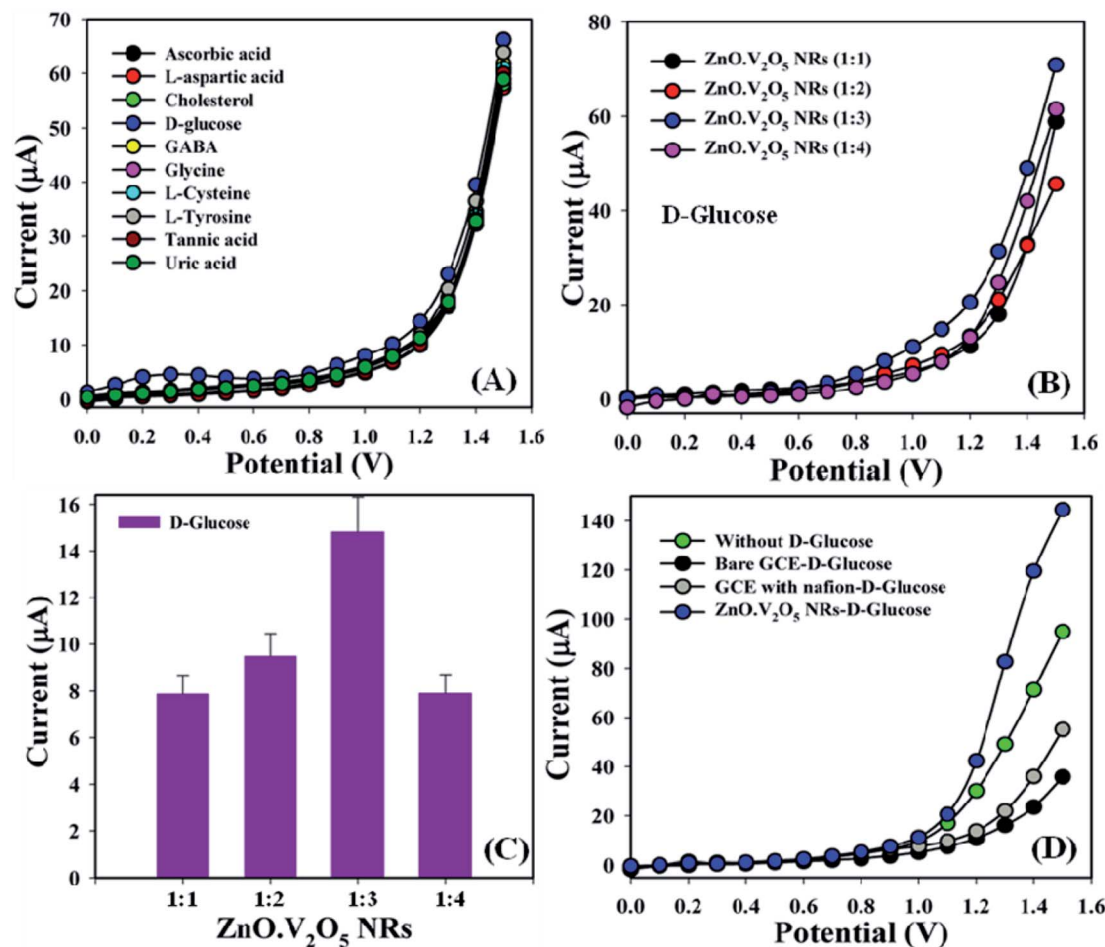 70
60
50
40
30
20
10
0
Current (µA)
Ascorbic acid
L-aspartic acid
Cholesterol
D-glucose
GABA
Glycine
L-Cysteine
L-Tyrosine
Tannic acid
Uric acid
(A)
0.0 0.2 0.4 0.6 0.8 1.0 1.2 1.4 1.6
Potential (V)
80
60
40
20
0
Current (µA)
ZnO.V₂O₅ NRs (1:1)
ZnO.V₂O₅ NRs (1:2)
ZnO.V₂O₅ NRs (1:3)
ZnO.V₂O₅ NRs (1:4)
D-Glucose
(B)
0.0 0.2 0.4 0.6 0.8 1.0 1.2 1.4 1.6
Potential (V)
16
14
12
10
8
6
4
2
0
Current (µA)
D-Glucose
(C)
1:1 1:2 1:3 1:4
ZnO.V₂O₅ NRs
140
120
100
80
60
40
20
0
Current (µA)
Without D-Glucose
Bare GCE-D-Glucose
GCE with nafion-D-Glucose
ZnO.V₂O₅ NRs-D-Glucose
(D)
0.0 0.2 0.4 0.6 0.8 1.0 1.2 1.4 1.6
Potential (V)